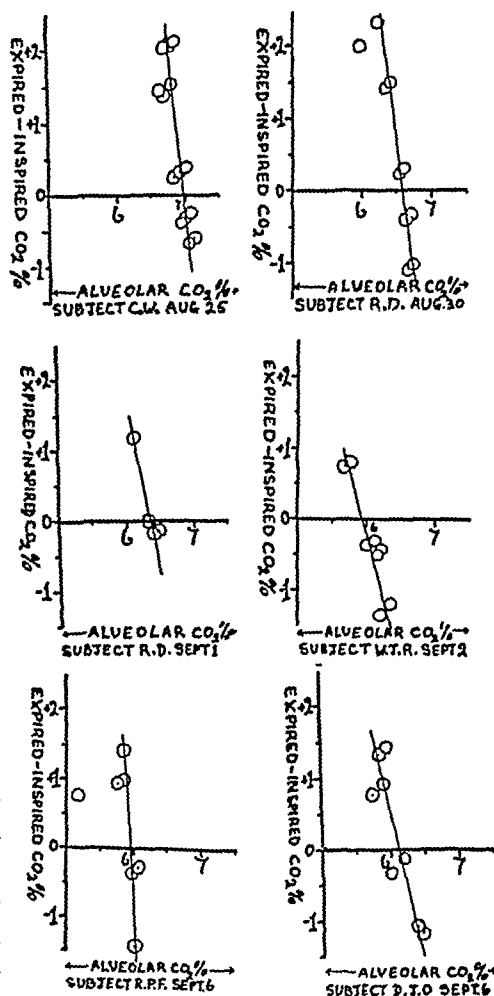 EXPIRED-INSPIRED CO₂%
+2
+1
0
-1
6
7
←ALVEOLAR CO₂%→
SUBJECT C.W. AUG 25
EXPIRED-INSPIRED CO₂%
+2
+1
0
-1
6
7
←ALVEOLAR CO₂%→
SUBJECT R.D. AUG.30
EXPIRED-INSPIRED CO₂%
+2
+1
0
-1
6
7
←ALVEOLAR CO₂%→
SUBJECT R.D. SEPT1
EXPIRED-INSPIRED CO₂%
+2
+1
0
-1
6
7
←ALVEOLAR CO₂%→
SUBJECT W.T.R. SEPT2
EXPIRED-INSPIRED CO₂%
+2
+1
0
-1
6
7
←ALVEOLAR CO₂%→
SUBJECT R.P.F. SEPT.6
EXPIRED-INSPIRED CO₂%
+2
+1
0
-1
6
7
←ALVEOLAR CO₂%→
SUBJECT D.T.O SEPT.6